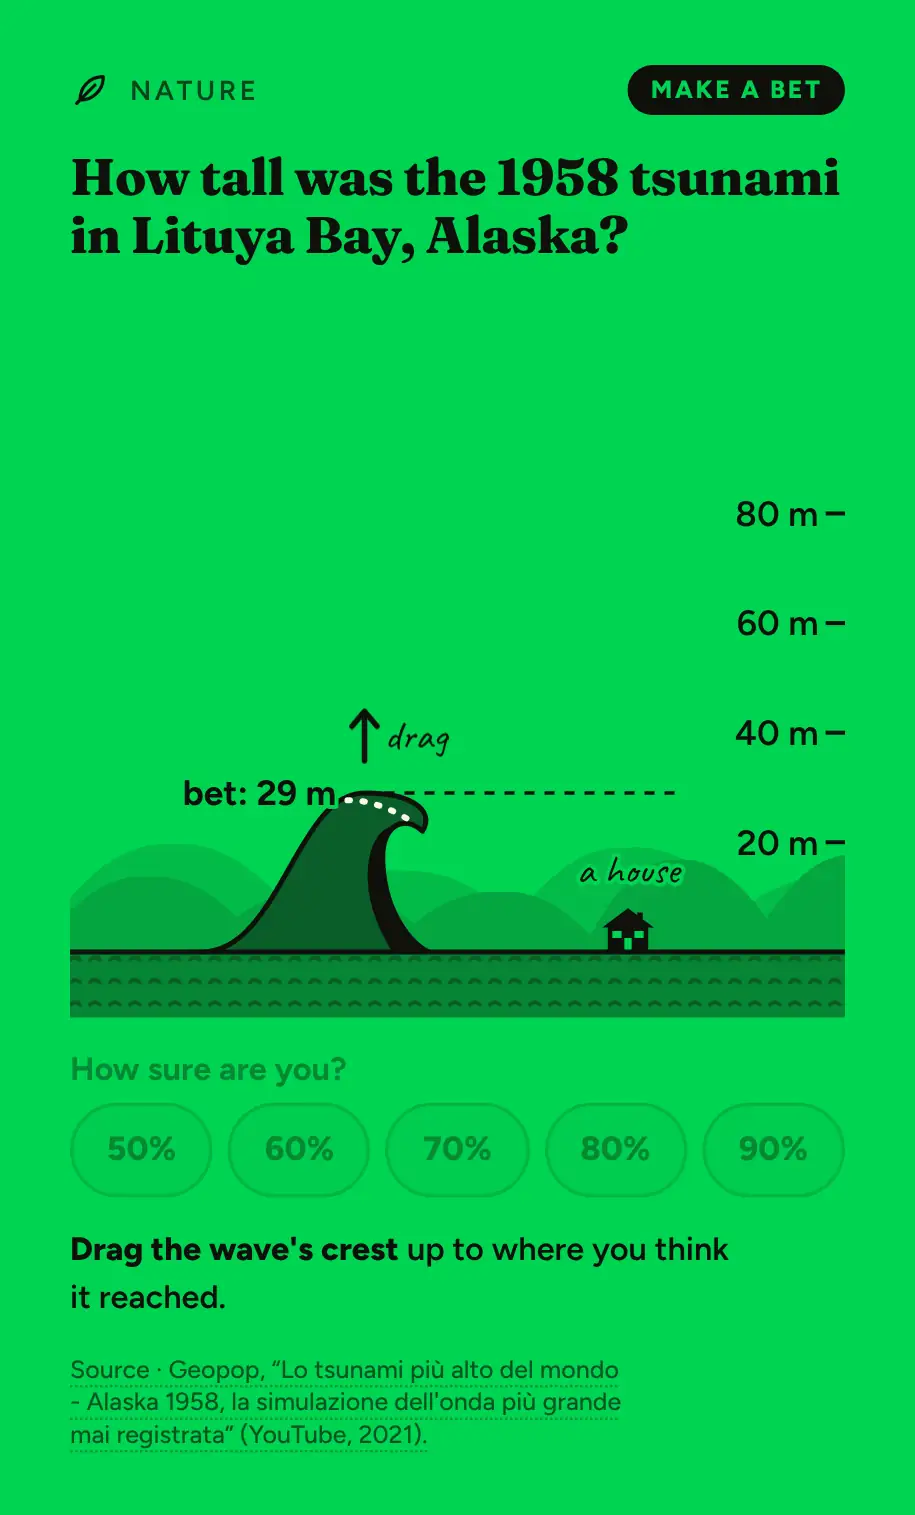 NATURE
MAKE A BET
How tall was the 1958 tsunami
in Lituya Bay, Alaska?
80 m
60 m
40 m
drag
bet: 29 m
20 m
a house
How sure are you?
50% 60% 70% 80% 90%
Drag the wave's crest up to where you think
it reached.
Source · Geopop, “Lo tsunami più alto del mondo
- Alaska 1958, la simulazione dell'onda più grande
mai registrata” (YouTube, 2021).